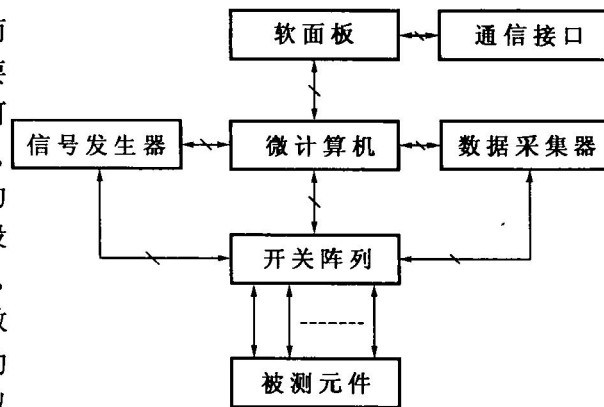 软面板
通信接口
信号发生器
微计算机
数据采集器
开关阵列
被测元件